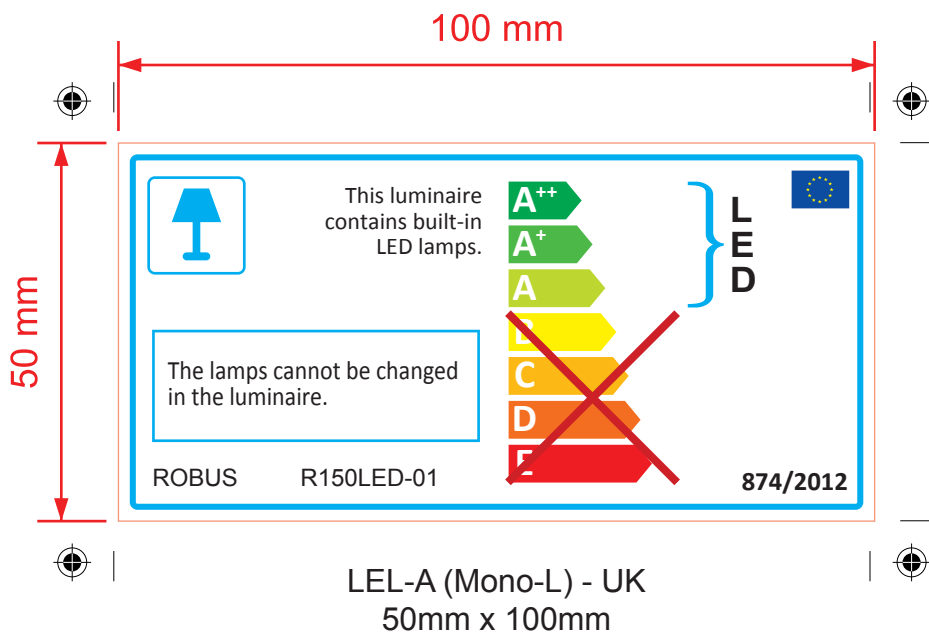 100 mm
50 mm
This luminaire
contains built-in
LED lamps.
A++
A+
A
B
C
D
E
L
E
D
The lamps cannot be changed
in the luminaire.
ROBUS R150LED-01
874/2012
LEL-A (Mono-L) - UK
50mm x 100mm